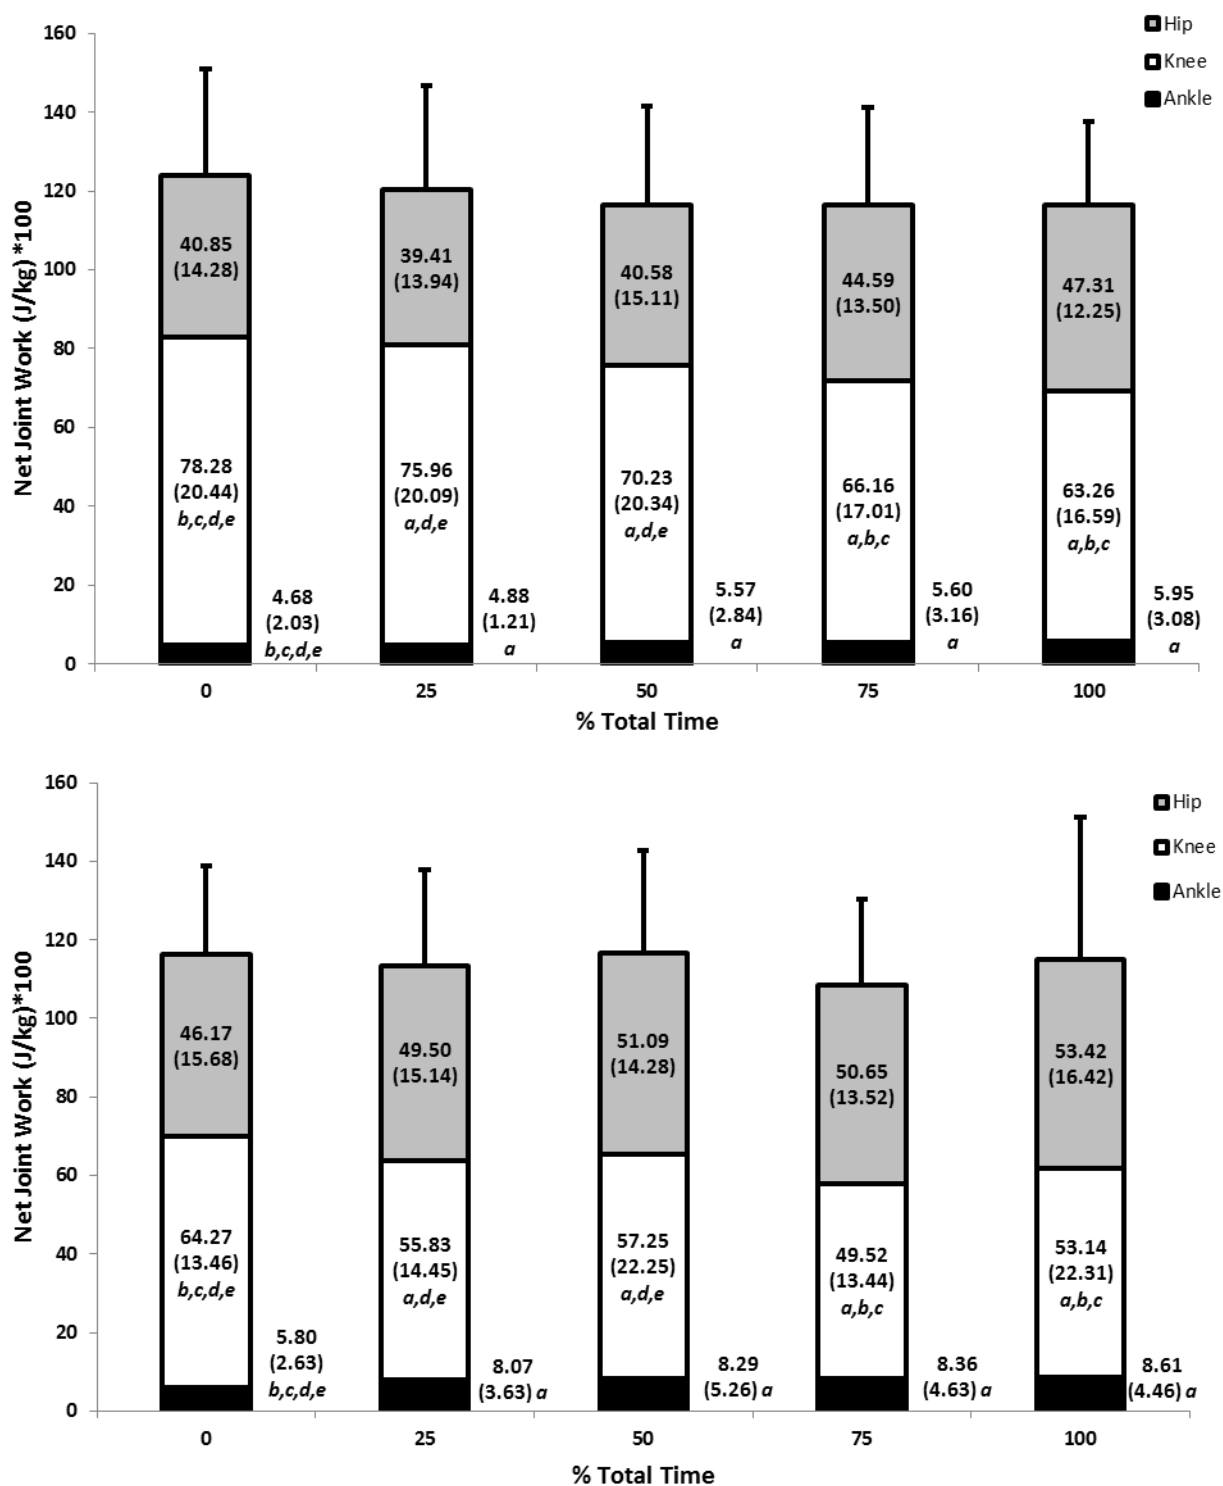 160
140
120
100
80
60
40
20
0
Net Joint Work (J/kg) *100
Hip
Knee
Ankle
40.85
(14.28)
39.41
(13.94)
40.58
(15.11)
44.59
(13.50)
47.31
(12.25)
78.28
(20.44)
b,c,d,e
75.96
(20.09)
a,d,e
70.23
(20.34)
a,d,e
66.16
(17.01)
a,b,c
63.26
(16.59)
a,b,c
4.68
(2.03)
b,c,d,e
4.88
(1.21)
a
5.57
(2.84)
a
5.60
(3.16)
a
5.95
(3.08)
a
0
25
50
75
100
% Total Time
160
140
120
100
80
60
40
20
0
Net Joint Work (J/kg)*100
Hip
Knee
Ankle
46.17
(15.68)
49.50
(15.14)
51.09
(14.28)
50.65
(13.52)
53.42
(16.42)
64.27
(13.46)
b,c,d,e
55.83
(14.45)
a,d,e
57.25
(22.25)
a,d,e
49.52
(13.44)
a,b,c
53.14
(22.31)
a,b,c
5.80
(2.63)
b,c,d,e
8.07
(3.63) a
8.29
(5.26) a
8.36
(4.63) a
8.61
(4.46) a
0
25
50
75
100
% Total Time